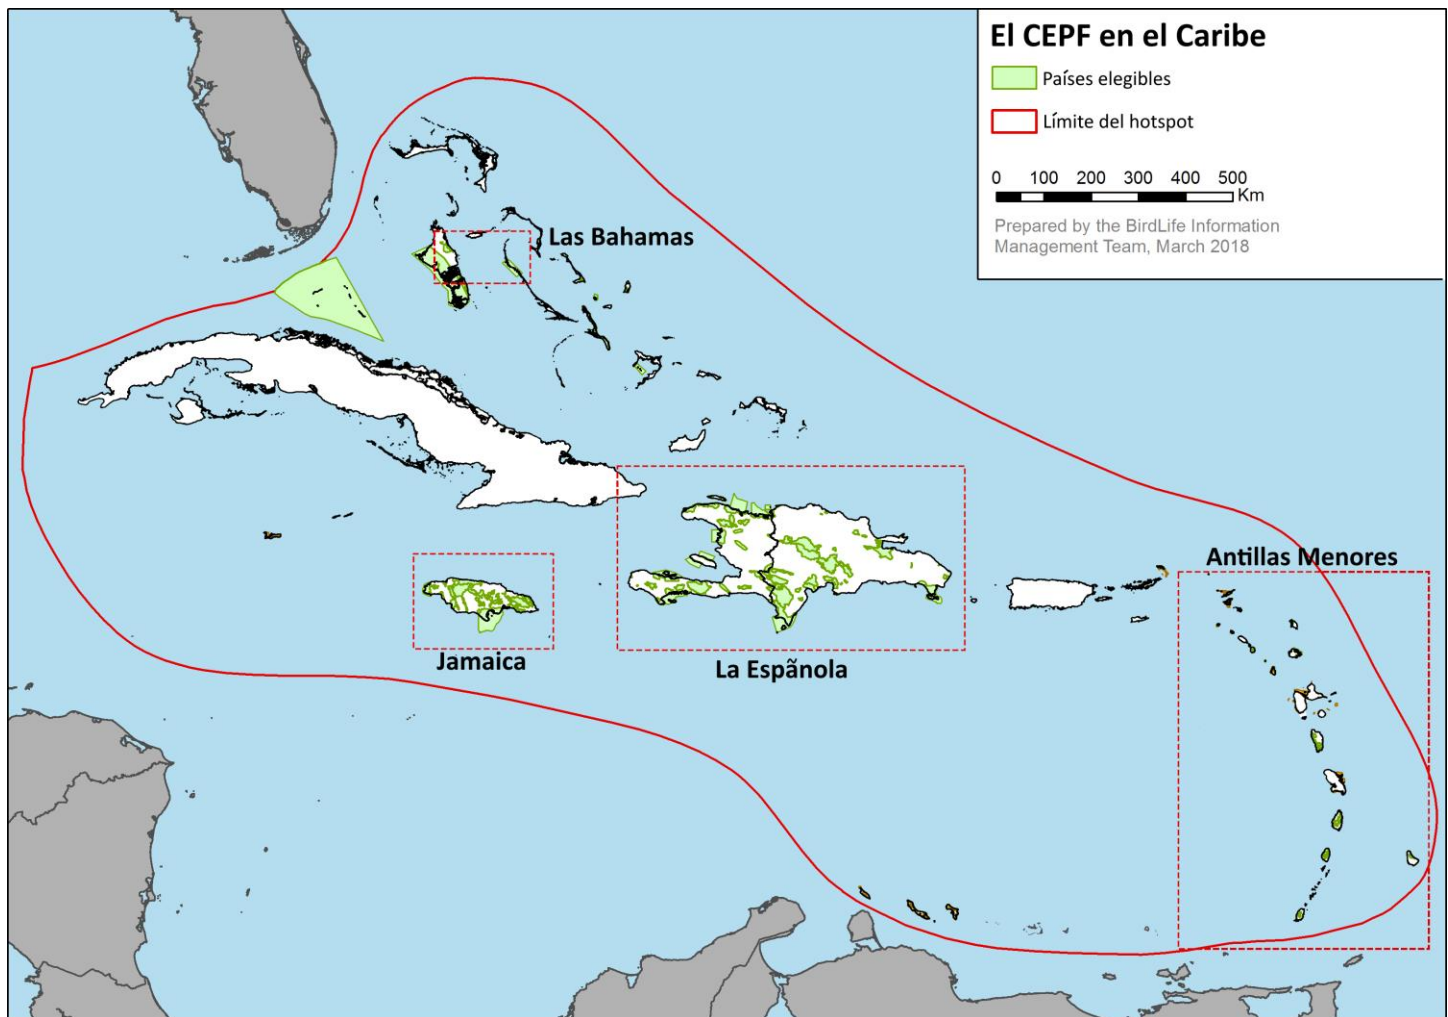 El CEPF en el Caribe
Países elegibles
Límite del hotspot
0 100 200 300 400 500
Km
Prepared by the BirdLife Information
Management Team, March 2018
Las Bahamas
Antillas Menores
Jamaica
La Espãnola